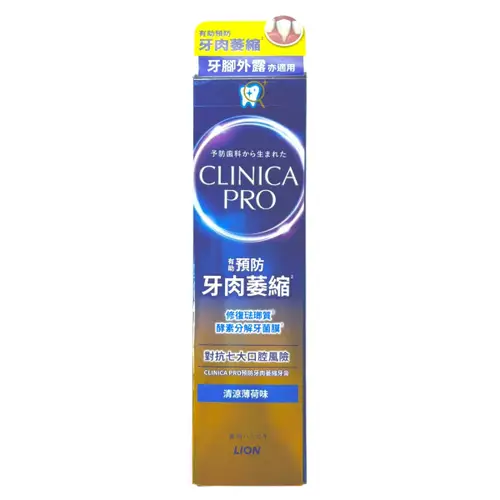 有助預防
牙肉萎縮
牙腳外露 亦適用
予防歯科から生まれた
CLINICA
PRO
有助 預防
牙肉萎縮
修復琺瑯質
酵素分解牙菌膜
對抗七大口腔風險
CLINICA PRO預防牙肉萎縮牙膏
清涼薄荷味
LION